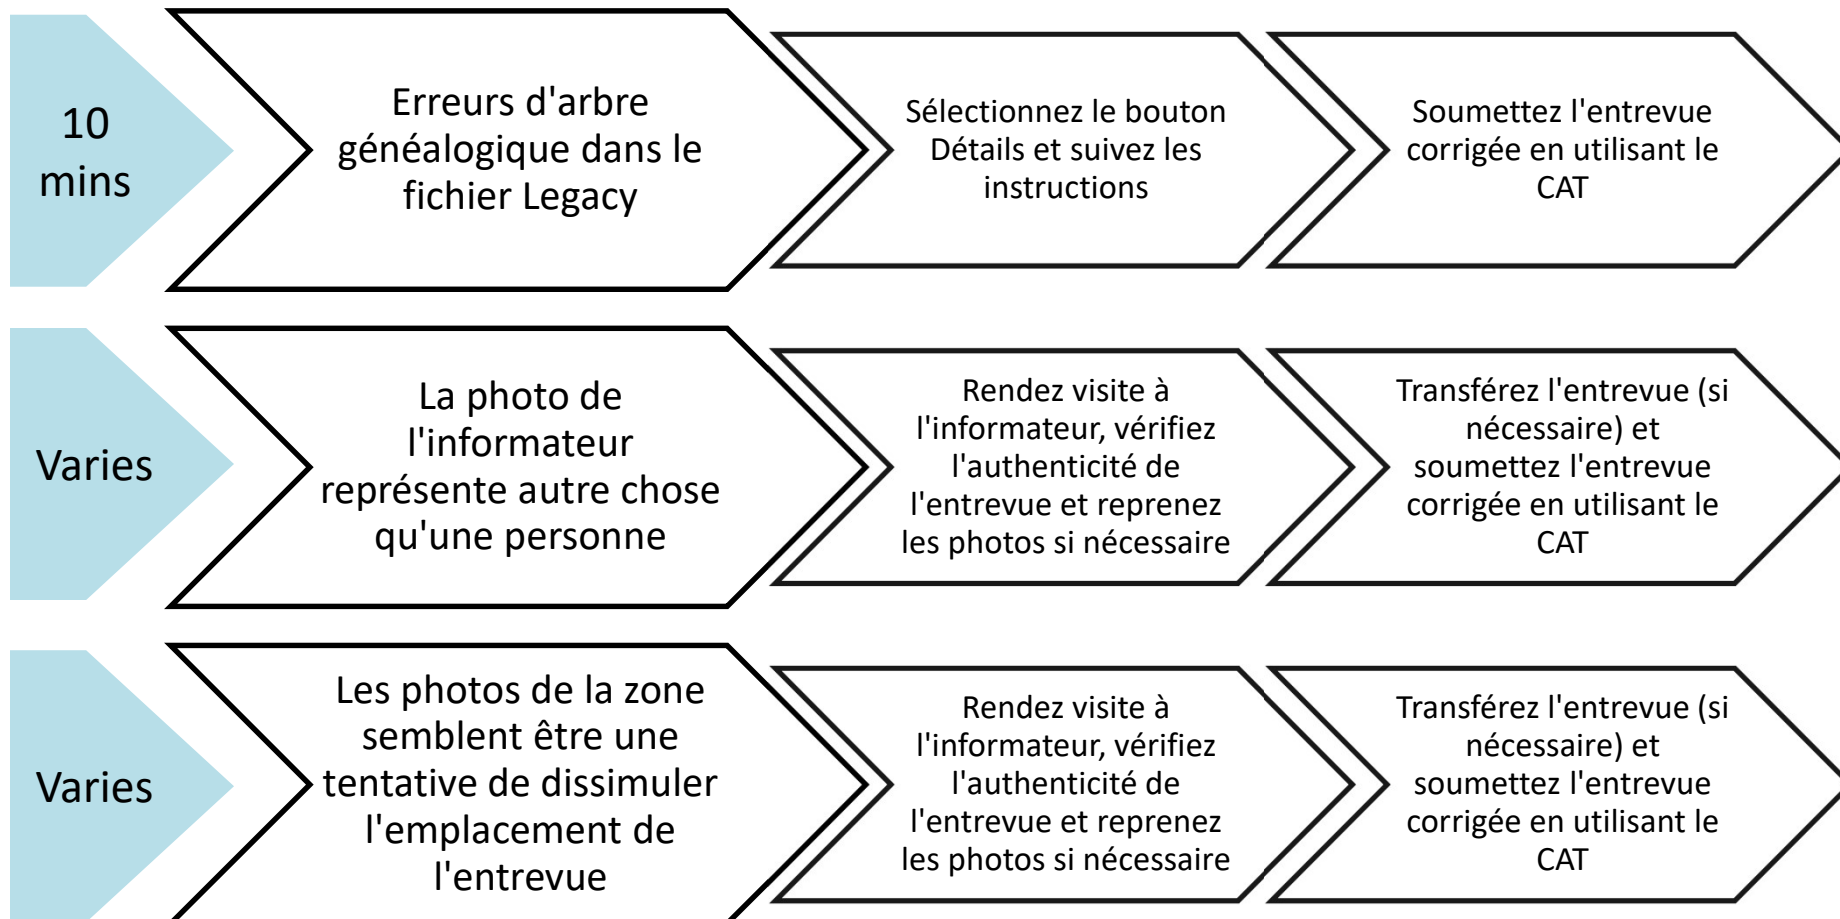 10
mins
Erreurs d'arbre
généalogique dans le
fichier Legacy
Sélectionnez le bouton
Détails et suivez les
instructions
Soumettez l'entrevue
corrigée en utilisant le
CAT
Varies
La photo de
l'informateur
représente autre chose
qu'une personne
Rendez visite à
l'informateur, vérifiez
l'authenticité de
l'entrevue et reprenez
les photos si nécessaire
Transférez l'entrevue (si
nécessaire) et
soumettez l'entrevue
corrigée en utilisant le
CAT
Varies
Les photos de la zone
semblent être une
tentative de dissimuler
l'emplacement de
l'entrevue
Rendez visite à
l'informateur, vérifiez
l'authenticité de
l'entrevue et reprenez
les photos si nécessaire
Transférez l'entrevue (si
nécessaire) et
soumettez l'entrevue
corrigée en utilisant le
CAT